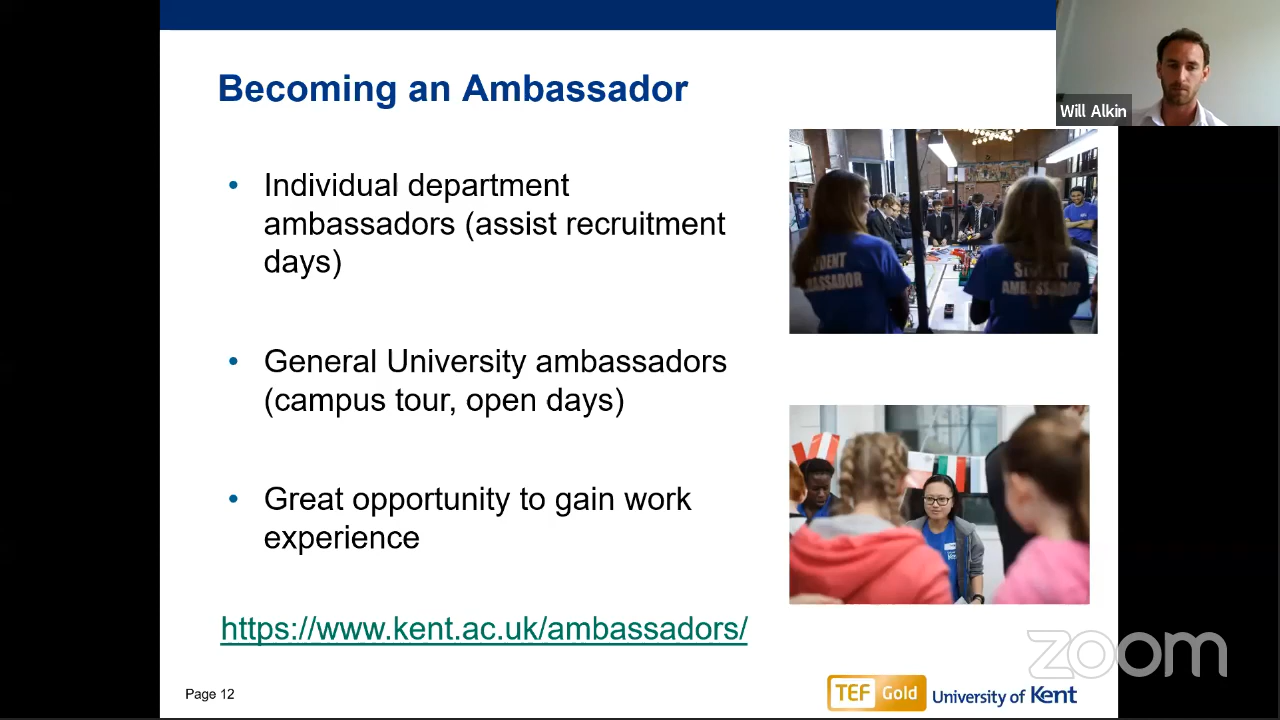 Becoming an Ambassador
Will Alkin
• Individual department
ambassadors (assist recruitment
days)
STUDENT
AMBASSADOR
• General University ambassadors
(campus tour, open days)
• Great opportunity to gain work
experience
https://www.kent.ac.uk/ambassadors/
Page 12
TEF Gold
University of Kent
zoom